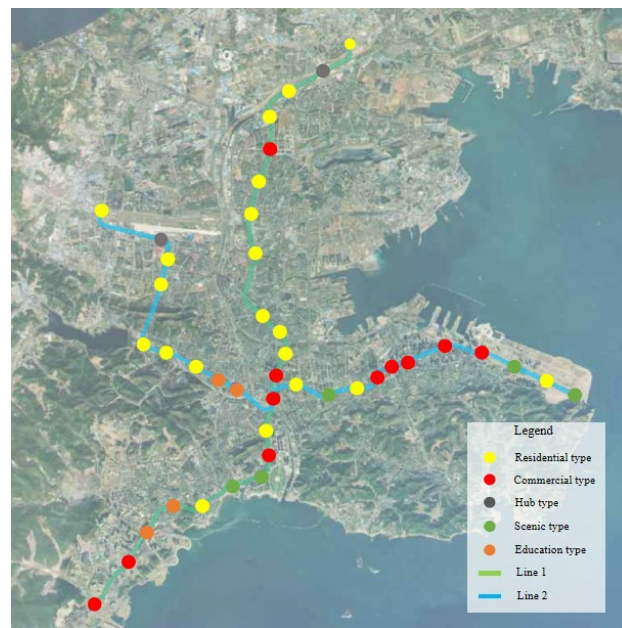 Legend
Residential type
Commercial type
Hub type
Scenic type
Education type
Line 1
Line 2